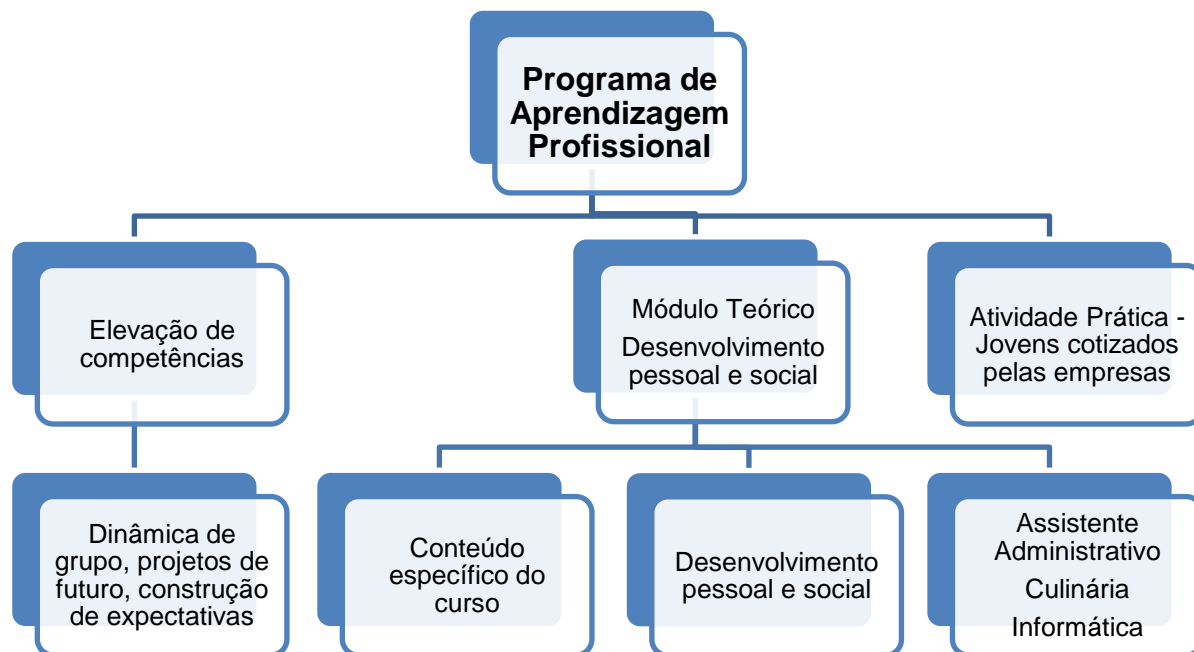 Programa de
Aprendizagem
Profissional
Elevação de
competências
Módulo Teórico
Desenvolvimento
pessoal e social
Atividade Prática -
Jovens cotizados
pelas empresas
Dinâmica de
grupo, projetos de
futuro, construção
de expectativas
Conteúdo
específico do
curso
Desenvolvimento
pessoal e social
Assistente
Administrativo
Culinária
Informática